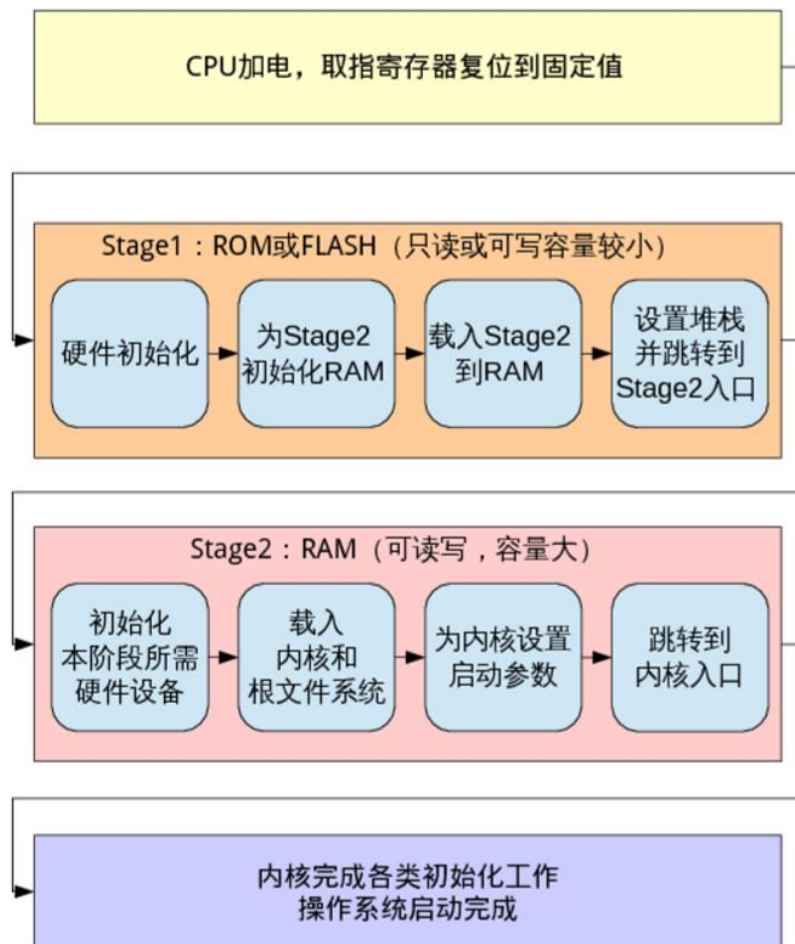 CPU加电，取指寄存器复位到固定值
Stage1：ROM或FLASH（只读或可写容量较小）
硬件初始化
为Stage2
初始化RAM
载入Stage2
到RAM
设置堆栈
并跳转到
Stage2入口
Stage2：RAM（可读写，容量大）
初始化
本阶段所需
硬件设备
载入
内核和
根文件系统
为内核设置
启动参数
跳转到
内核入口
内核完成各类初始化工作
操作系统启动完成